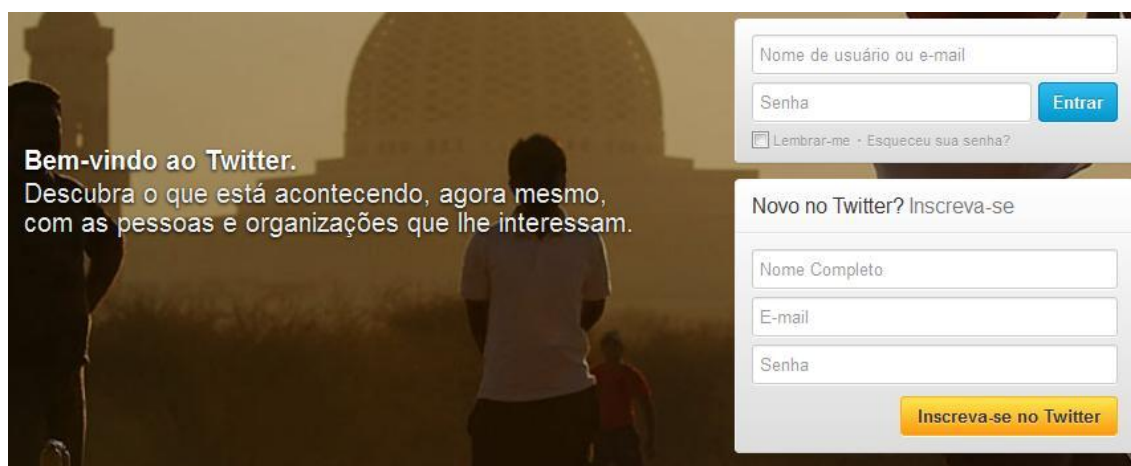 Bem-vindo ao Twitter.
Descubra o que está acontecendo, agora mesmo,
com as pessoas e organizações que lhe interessam.
Nome de usuário ou e-mail
Senha
Entrar
Lembrar-me · Esqueceu sua senha?
Novo no Twitter? Inscreva-se
Nome Completo
E-mail
Senha
Inscreva-se no Twitter